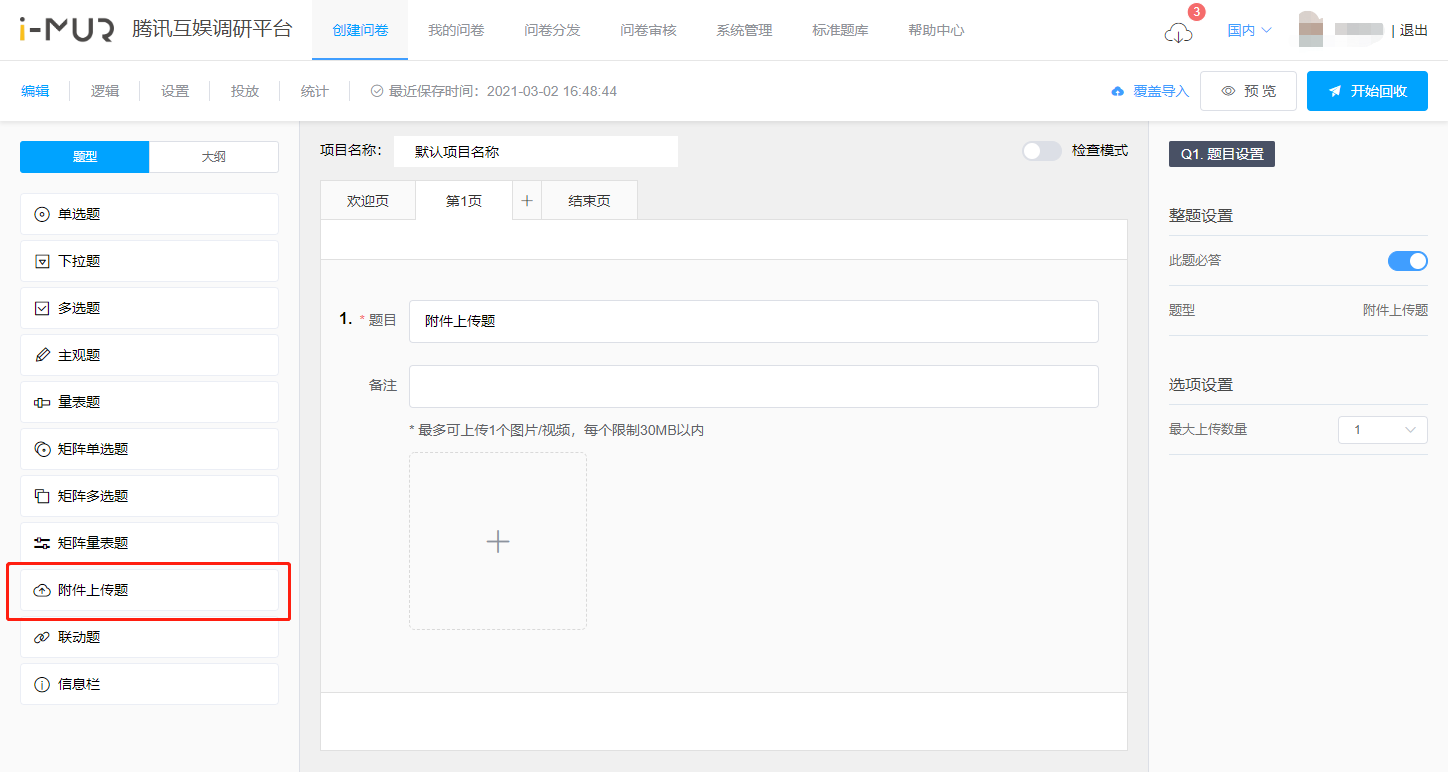 i-MUR 腾讯互娱调研平台 创建问卷 我的问卷 问卷分发 问卷审核 系统管理 标准题库 帮助中心 3 国内 | 退出
编辑 逻辑 设置 投放 统计 最近保存时间：2021-03-02 16:48:44 覆盖导入 预 览 开始回收
题型 大纲
单选题
下拉题
多选题
主观题
量表题
矩阵单选题
矩阵多选题
矩阵量表题
附件上传题
联动题
信息栏
项目名称： 默认项目名称 检查模式
欢迎页 第1页 + 结束页
1. * 题目 附件上传题
备注
* 最多可上传1个图片/视频，每个限制30MB以内
Q1. 题目设置
整题设置
此题必答
题型 附件上传题
选项设置
最大上传数量 1